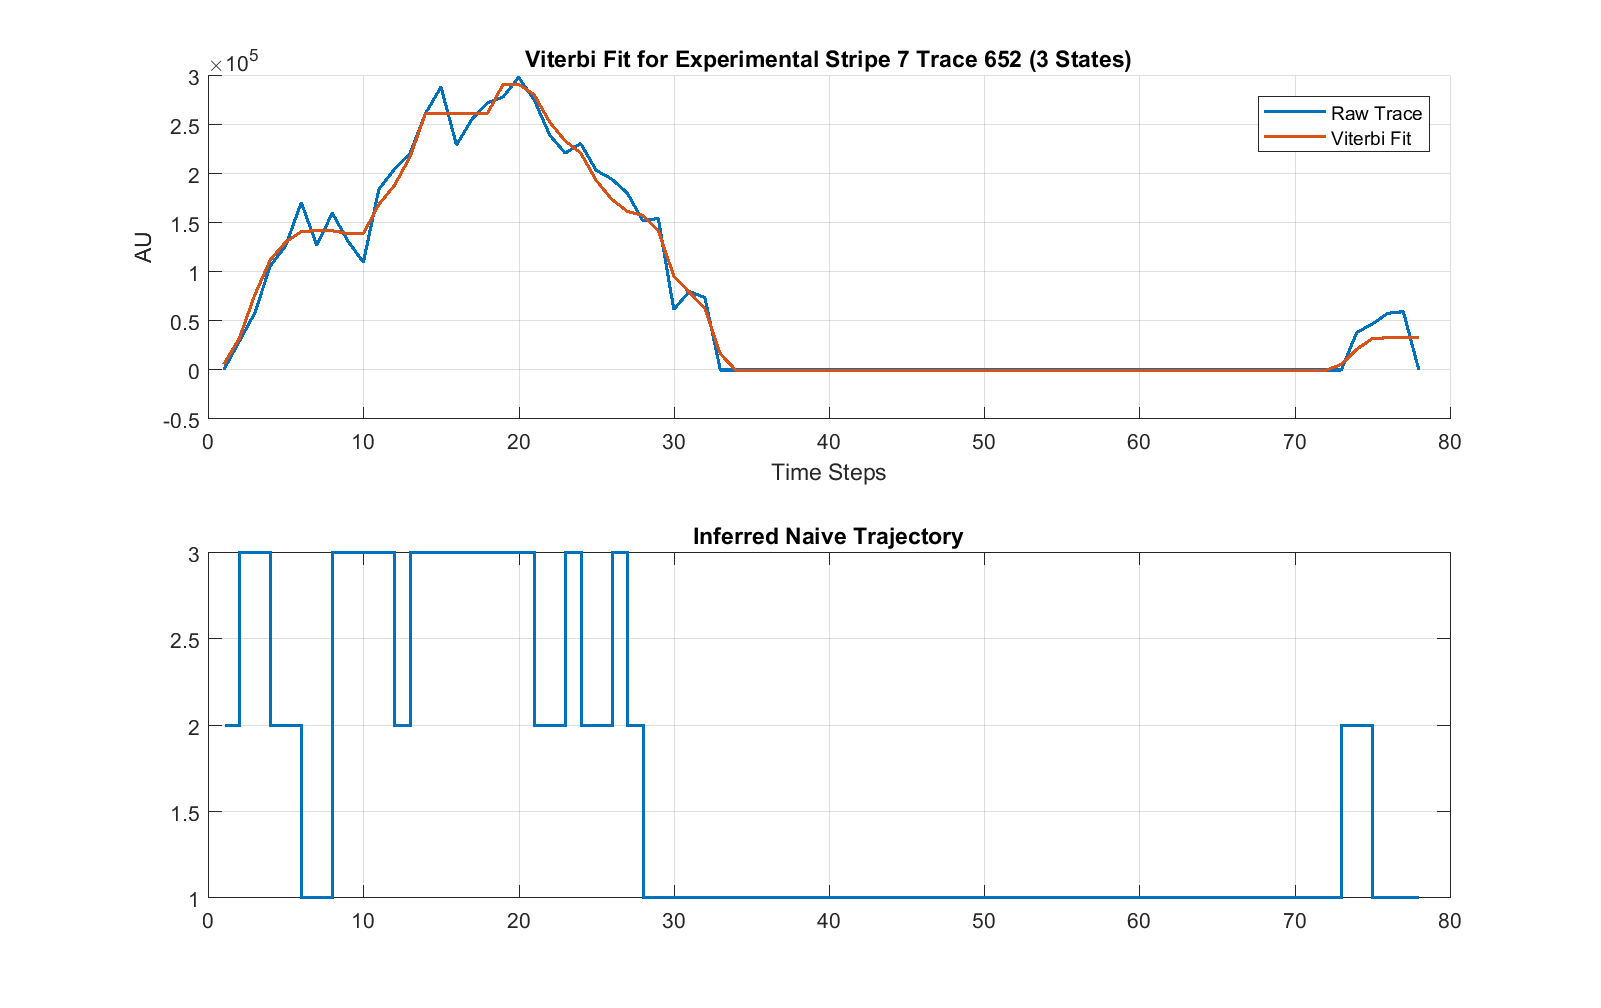 Viterbi Fit for Experimental Stripe 7 Trace 652 (3 States)
×10^5
3
2.5
2
1.5
1
0.5
0
-0.5
AU
Raw Trace
Viterbi Fit
0 10 20 30 40 50 60 70 80
Time Steps
Inferred Naive Trajectory
3
2.5
2
1.5
1
0 10 20 30 40 50 60 70 80